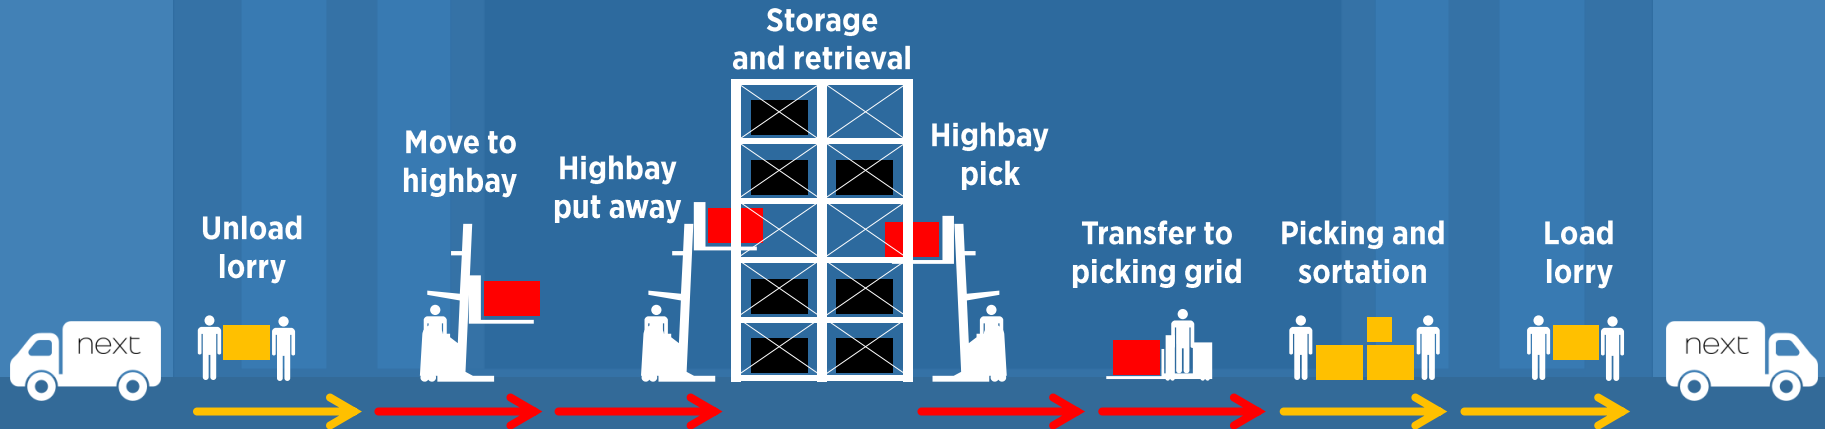 next
Unload
lorry
Move to
highbay
Highbay
put away
Storage
and retrieval
Highbay
pick
Transfer to
picking grid
Picking and
sortation
Load
lorry
next